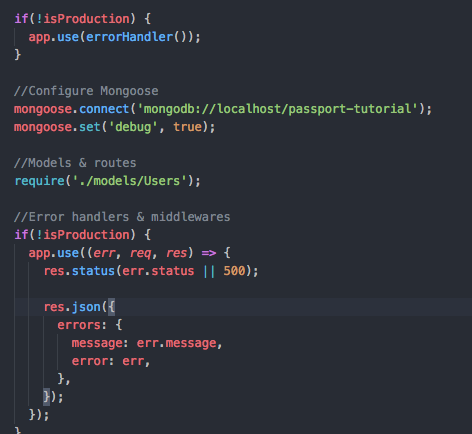 if(!isProduction) {
app.use(errorHandler());
}
//Configure Mongoose
mongoose.connect('mongodb://localhost/passport-tutorial');
mongoose.set('debug', true);
//Models & routes
require('./models/Users');
//Error handlers & middlewares
if(!isProduction) {
app.use((err, req, res) => {
res.status(err.status || 500);
res.json({
errors: {
message: err.message,
error: err,
},
});
});
}